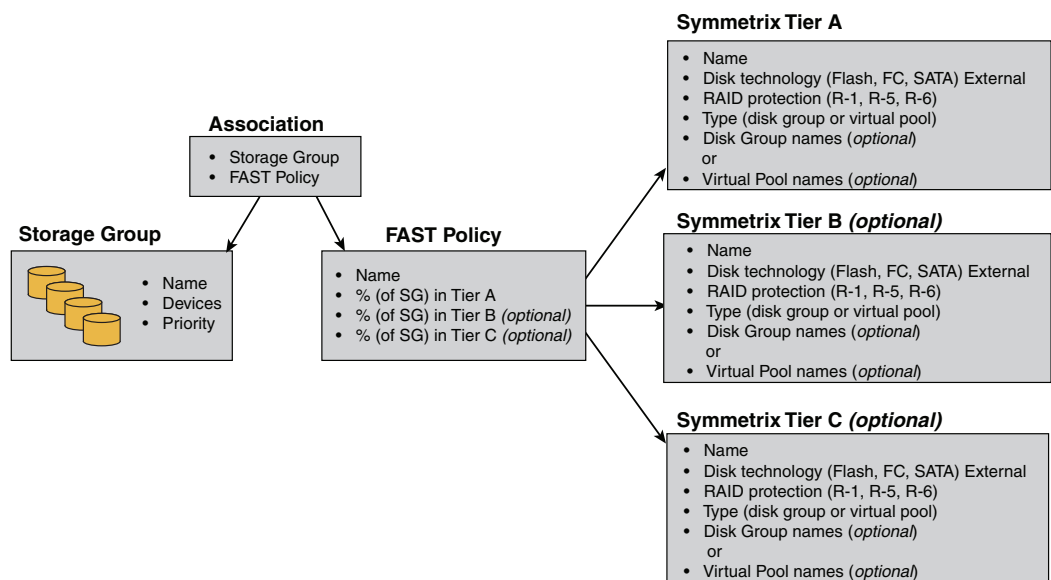 Association
• Storage Group
• FAST Policy
Storage Group
• Name
• Devices
• Priority
FAST Policy
• Name
• % (of SG) in Tier A
• % (of SG) in Tier B (optional)
• % (of SG) in Tier C (optional)
Symmetrix Tier A
• Name
• Disk technology (Flash, FC, SATA) External
• RAID protection (R-1, R-5, R-6)
• Type (disk group or virtual pool)
• Disk Group names (optional)
or
• Virtual Pool names (optional)
Symmetrix Tier B (optional)
• Name
• Disk technology (Flash, FC, SATA) External
• RAID protection (R-1, R-5, R-6)
• Type (disk group or virtual pool)
• Disk Group names (optional)
or
• Virtual Pool names (optional)
Symmetrix Tier C (optional)
• Name
• Disk technology (Flash, FC, SATA) External
• RAID protection (R-1, R-5, R-6)
• Type (disk group or virtual pool)
• Disk Group names (optional)
or
• Virtual Pool names (optional)